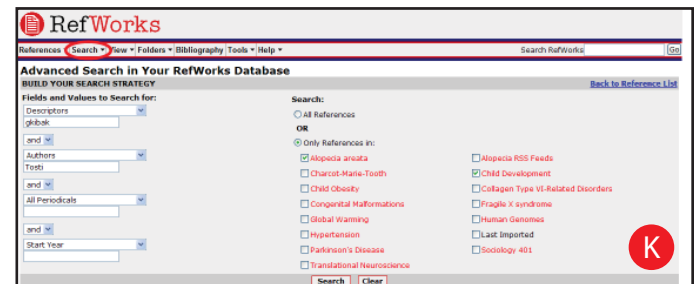 RefWorks
References Search View Folders Bibliography Tools Help Search RefWorks Go
Advanced Search in Your RefWorks Database
BUILD YOUR SEARCH STRATEGY Back to Reference List
Fields and Values to Search for: Search:
Descriptors
gkibak
and
Authors
Tosti
and
All Periodicals
and
Start Year
All References
OR
Only References in:
Alopecia areata Alopecia RSS Feeds
Charcot-Marie-Tooth Child Development
Child Obesity Collagen Type VI-Related Disorders
Congenital Malformations Fragile X syndrome
Global Warming Human Genomes
Hypertension Last Imported
Parkinson's Disease Sociology 401
Translational Neuroscience
Search Clear
K